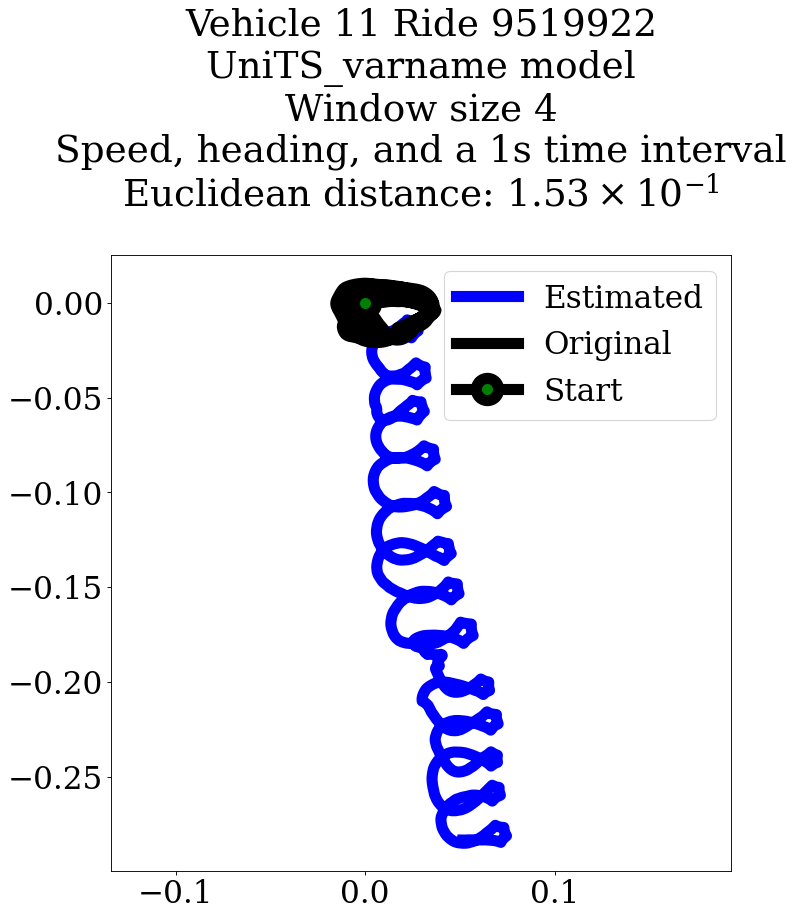 Vehicle 11 Ride 9519922
UniTS_varname model
Window size 4
Speed, heading, and a 1s time interval
Euclidean distance: 1.53 × 10⁻¹
Estimated
Original
Start
0.00
−0.05
−0.10
−0.15
−0.20
−0.25
−0.1
0.0
0.1